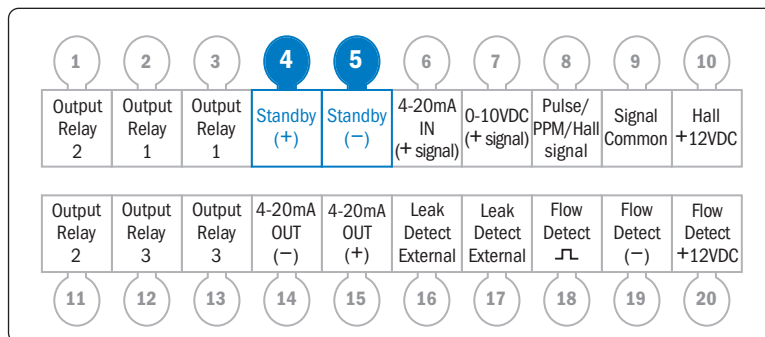 1 2 3 4 5 6 7 8 9 10
Output Relay 2
Output Relay 1
Output Relay 1
Standby (+)
Standby (−)
4-20mA IN (+ signal)
0-10VDC (+ signal)
Pulse/ PPM/Hall signal
Signal Common
Hall +12VDC
Output Relay 2
Output Relay 3
Output Relay 3
4-20mA OUT (−)
4-20mA OUT (+)
Leak Detect External
Leak Detect External
Flow Detect
Flow Detect (−)
Flow Detect +12VDC
11 12 13 14 15 16 17 18 19 20